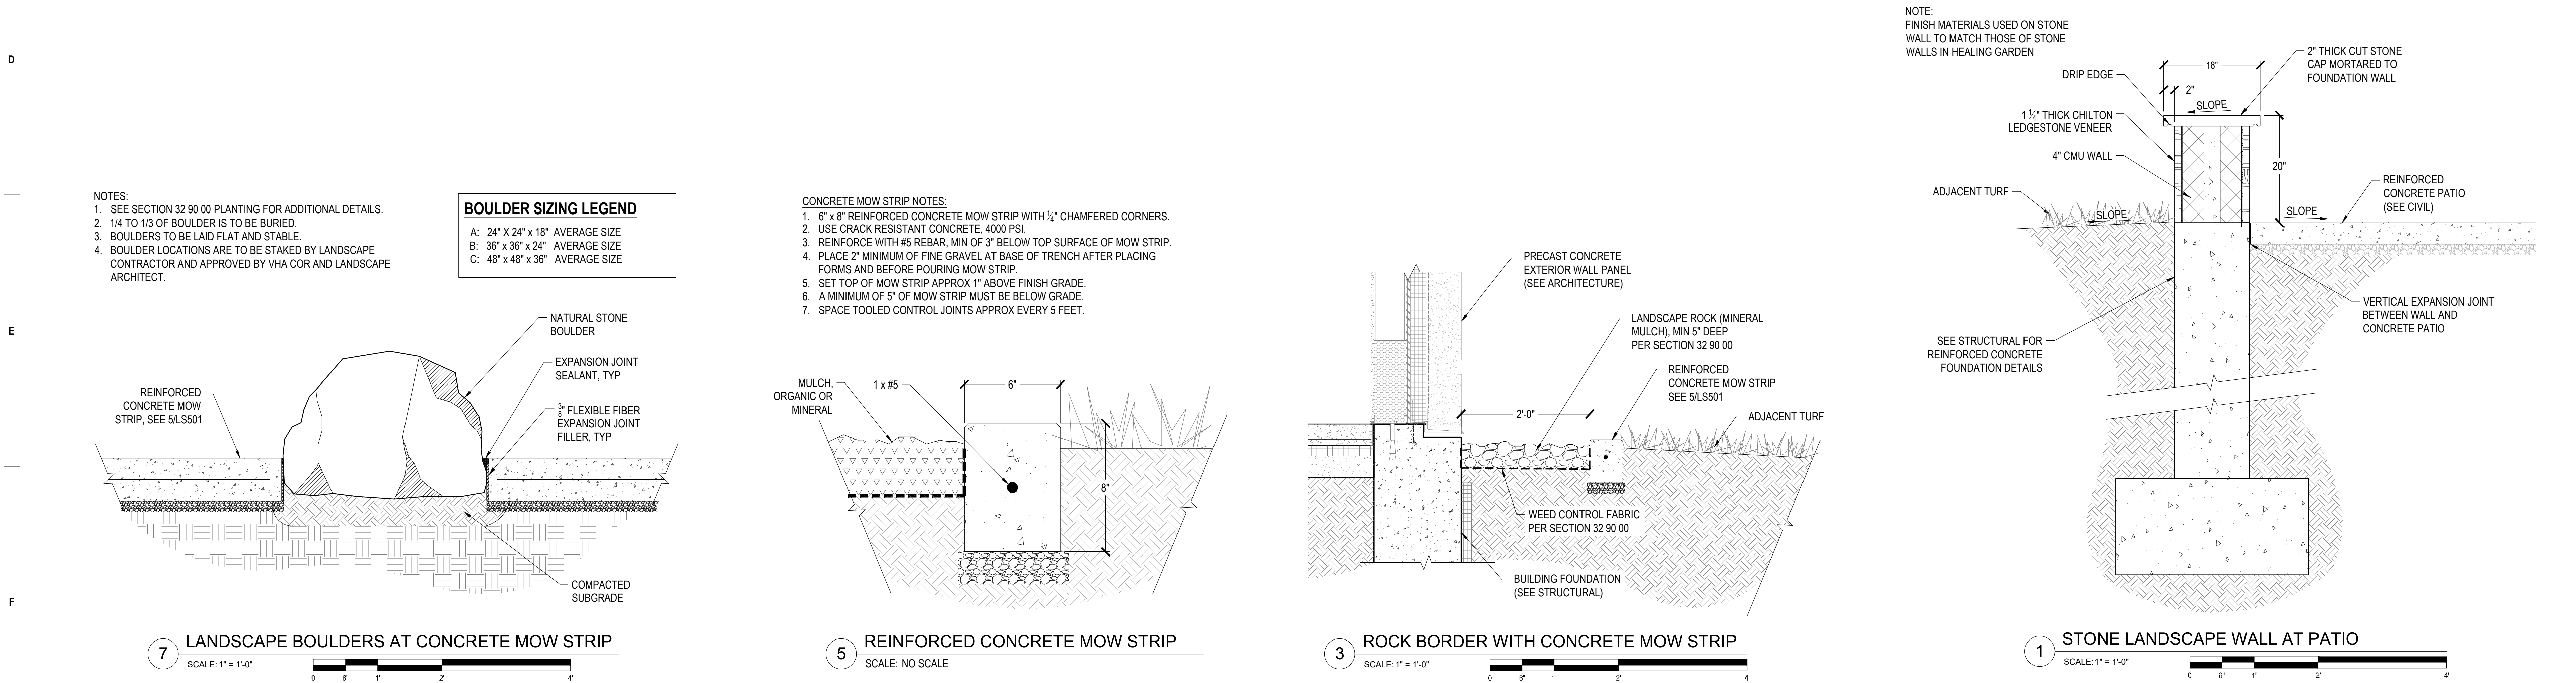 D
E
F
NOTES:
1. SEE SECTION 32 90 00 PLANTING FOR ADDITIONAL DETAILS.
2. 1/4 TO 1/3 OF BOULDER IS TO BE BURIED.
3. BOULDERS TO BE LAID FLAT AND STABLE.
4. BOULDER LOCATIONS ARE TO BE STAKED BY LANDSCAPE
CONTRACTOR AND APPROVED BY VHA COR AND LANDSCAPE
ARCHITECT.
BOULDER SIZING LEGEND
A: 24" X 24" x 18" AVERAGE SIZE
B: 36" x 36" x 24" AVERAGE SIZE
C: 48" x 48" x 36" AVERAGE SIZE
NATURAL STONE
BOULDER
EXPANSION JOINT
SEALANT, TYP
3/8" FLEXIBLE FIBER
EXPANSION JOINT
FILLER, TYP
REINFORCED
CONCRETE MOW
STRIP, SEE 5/LS501
COMPACTED
SUBGRADE
7
LANDSCAPE BOULDERS AT CONCRETE MOW STRIP
SCALE: 1" = 1'-0"
0 6" 1' 2' 4'
CONCRETE MOW STRIP NOTES:
1. 6" x 8" REINFORCED CONCRETE MOW STRIP WITH 1/4" CHAMFERED CORNERS.
2. USE CRACK RESISTANT CONCRETE, 4000 PSI.
3. REINFORCE WITH #5 REBAR, MIN OF 3" BELOW TOP SURFACE OF MOW STRIP.
4. PLACE 2" MINIMUM OF FINE GRAVEL AT BASE OF TRENCH AFTER PLACING
FORMS AND BEFORE POURING MOW STRIP.
5. SET TOP OF MOW STRIP APPROX 1" ABOVE FINISH GRADE.
6. A MINIMUM OF 5" OF MOW STRIP MUST BE BELOW GRADE.
7. SPACE TOOLED CONTROL JOINTS APPROX EVERY 5 FEET.
MULCH,
ORGANIC OR
MINERAL
1 x #5
6"
8"
5
REINFORCED CONCRETE MOW STRIP
SCALE: NO SCALE
PRECAST CONCRETE
EXTERIOR WALL PANEL
(SEE ARCHITECTURE)
LANDSCAPE ROCK (MINERAL
MULCH), MIN 5" DEEP
PER SECTION 32 90 00
REINFORCED
CONCRETE MOW STRIP
SEE 5/LS501
2'-0"
ADJACENT TURF
WEED CONTROL FABRIC
PER SECTION 32 90 00
BUILDING FOUNDATION
(SEE STRUCTURAL)
3
ROCK BORDER WITH CONCRETE MOW STRIP
SCALE: 1" = 1'-0"
0 6" 1' 2' 4'
NOTE:
FINISH MATERIALS USED ON STONE
WALL TO MATCH THOSE OF STONE
WALLS IN HEALING GARDEN
2" THICK CUT STONE
CAP MORTARED TO
FOUNDATION WALL
18"
DRIP EDGE
2"
SLOPE
1 1/4" THICK CHILTON
LEDGESTONE VENEER
4" CMU WALL
20"
REINFORCED
CONCRETE PATIO
(SEE CIVIL)
ADJACENT TURF
SLOPE
SLOPE
VERTICAL EXPANSION JOINT
BETWEEN WALL AND
CONCRETE PATIO
SEE STRUCTURAL FOR
REINFORCED CONCRETE
FOUNDATION DETAILS
1
STONE LANDSCAPE WALL AT PATIO
SCALE: 1" = 1'-0"
0 6" 1' 2' 4'